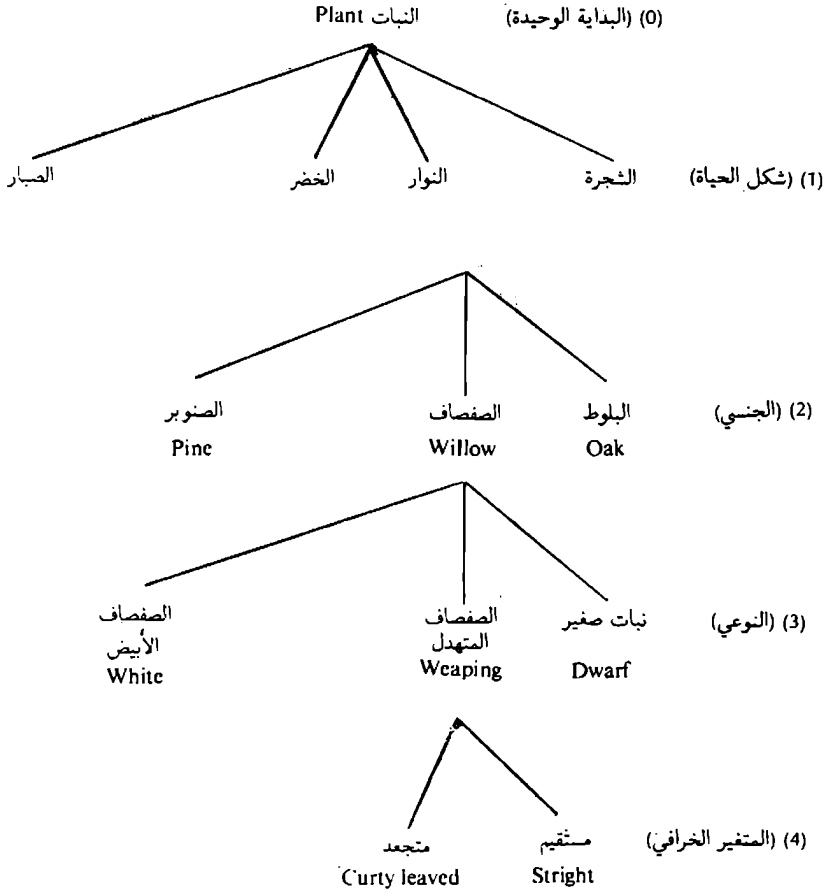 (0) (البداية الوحيدة) النبات Plant
(1) (شكل الحياة) الشجرة النوار الخضر الصبار
(2) (الجنسي) البلوط الصفصاف الصنوبر
Pine Willow Oak
(3) (النوعي) نبات صغير الصفصاف الصفصاف
المتهدل الأبيض
White Weaping Dwarf
(4) (المتغير الخرافي) مستقيم متجعد
Curty leaved Stright